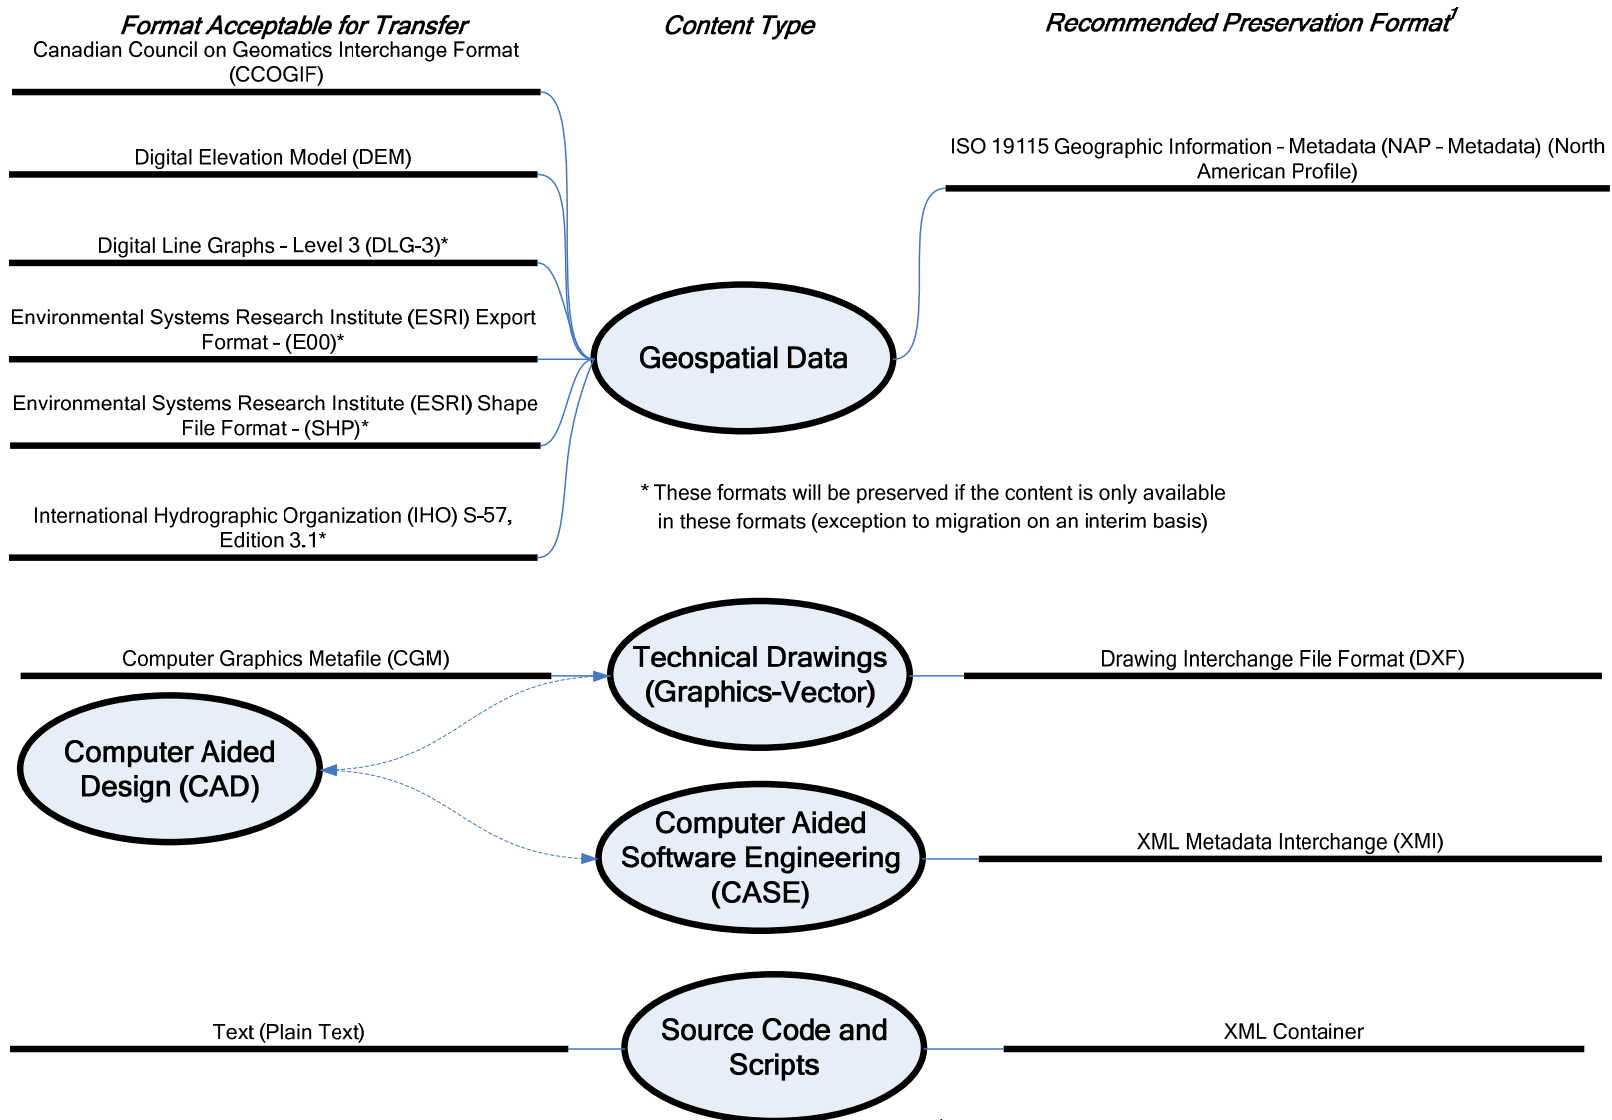 Format Acceptable for Transfer
Content Type
Recommended Preservation Format1
Canadian Council on Geomatics Interchange Format
(CCOGIF)
Digital Elevation Model (DEM)
ISO 19115 Geographic Information - Metadata (NAP - Metadata) (North
American Profile)
Digital Line Graphs - Level 3 (DLG-3)*
Environmental Systems Research Institute (ESRI) Export
Format - (E00)*
Geospatial Data
Environmental Systems Research Institute (ESRI) Shape
File Format - (SHP)*
* These formats will be preserved if the content is only available
in these formats (exception to migration on an interim basis)
International Hydrographic Organization (IHO) S-57,
Edition 3.1*
Computer Graphics Metafile (CGM)
Technical Drawings
(Graphics-Vector)
Drawing Interchange File Format (DXF)
Computer Aided
Design (CAD)
Computer Aided
Software Engineering
(CASE)
XML Metadata Interchange (XMI)
Text (Plain Text)
Source Code and
Scripts
XML Container